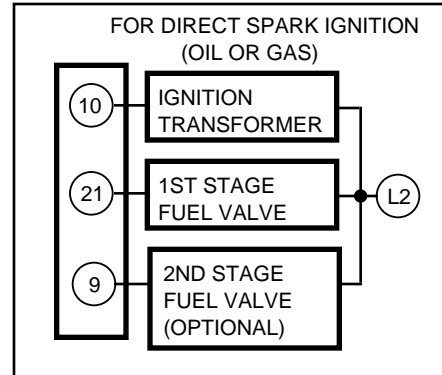 FOR DIRECT SPARK IGNITION
(OIL OR GAS)
10
IGNITION
TRANSFORMER
21
1ST STAGE
FUEL VALVE
L2
9
2ND STAGE
FUEL VALVE
(OPTIONAL)